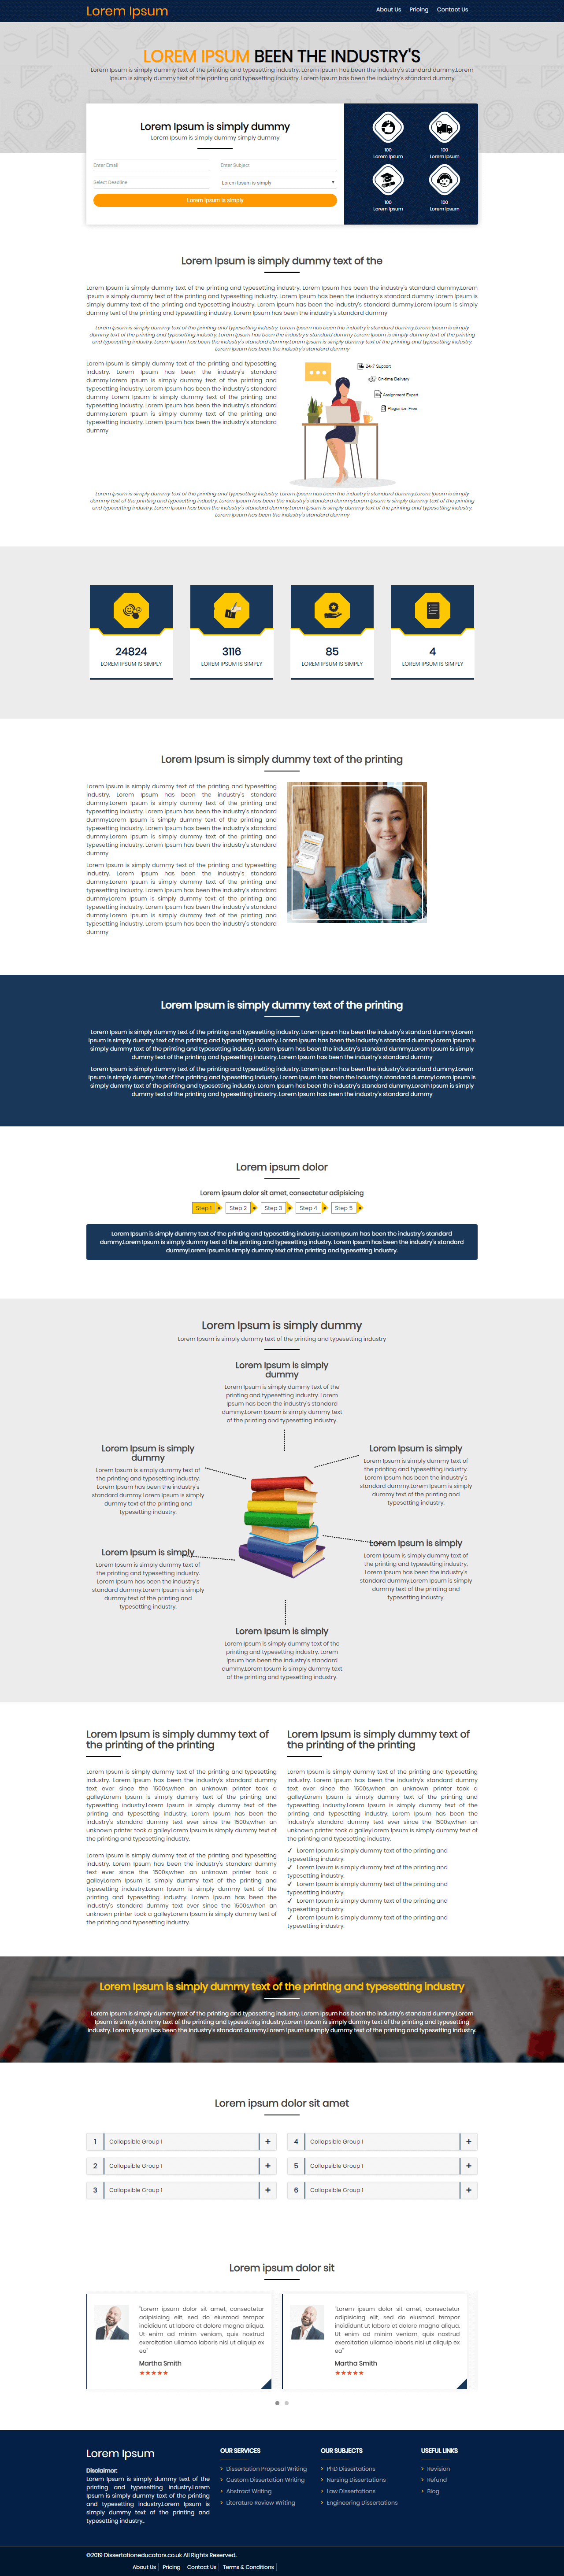 Lorem Ipsum
About Us Pricing Contact Us
LOREM IPSUM BEEN THE INDUSTRY'S
Lorem Ipsum is simply dummy text of the printing and typesetting industry. Lorem Ipsum has been the industry's standard dummy.Lorem
Ipsum is simply dummy text of the printing and typesetting industry. Lorem Ipsum has been the industry's standard dummy.
Lorem Ipsum is simply dummy
Lorem Ipsum is simply dummy simply dummy
Enter Email
Enter Subject
Select Deadline
Lorem Ipsum is simply
Lorem Ipsum is simply
100
Lorem Ipsum
100
Lorem Ipsum
100
Lorem Ipsum
100
Lorem Ipsum
Lorem Ipsum is simply dummy text of the
Lorem Ipsum is simply dummy text of the printing and typesetting industry. Lorem Ipsum has been the industry's standard dummy.Lorem
Ipsum is simply dummy text of the printing and typesetting industry. Lorem Ipsum has been the industry's standard dummy Lorem Ipsum is
simply dummy text of the printing and typesetting industry. Lorem Ipsum has been the industry's standard dummy.Lorem Ipsum is simply
dummy text of the printing and typesetting industry. Lorem Ipsum has been the industry's standard dummy
Lorem Ipsum is simply dummy text of the printing and typesetting industry. Lorem Ipsum has been the industry's standard dummy.Lorem Ipsum is simply
dummy text of the printing and typesetting industry. Lorem Ipsum has been the industry's standard dummy Lorem Ipsum is simply dummy text of the printing
and typesetting industry. Lorem Ipsum has been the industry's standard dummy.Lorem Ipsum is simply dummy text of the printing and typesetting industry.
Lorem Ipsum has been the industry's standard dummy
Lorem Ipsum is simply dummy text of the printing and typesetting
industry. Lorem Ipsum has been the industry's standard
dummy.Lorem Ipsum is simply dummy text of the printing and
typesetting industry. Lorem Ipsum has been the industry's standard
dummy Lorem Ipsum is simply dummy text of the printing and
typesetting industry. Lorem Ipsum has been the industry's standard
dummy.Lorem Ipsum is simply dummy text of the printing and
typesetting industry. Lorem Ipsum has been the industry's standard
dummy
24x7 Support
On-time Delivery
Assignment Expert
Plagiarism Free
Lorem Ipsum is simply dummy text of the printing and typesetting industry. Lorem Ipsum has been the industry's standard dummy.Lorem Ipsum is simply
dummy text of the printing and typesetting industry. Lorem Ipsum has been the industry's standard dummyLorem Ipsum is simply dummy text of the printing
and typesetting industry. Lorem Ipsum has been the industry's standard dummy.Lorem Ipsum is simply dummy text of the printing and typesetting industry.
Lorem Ipsum has been the industry's standard dummy
24824
LOREM IPSUM IS SIMPLY
3116
LOREM IPSUM IS SIMPLY
85
LOREM IPSUM IS SIMPLY
4
LOREM IPSUM IS SIMPLY
Lorem Ipsum is simply dummy text of the printing
Lorem Ipsum is simply dummy text of the printing and typesetting
industry. Lorem Ipsum has been the industry's standard
dummy.Lorem Ipsum is simply dummy text of the printing and
typesetting industry. Lorem Ipsum has been the industry's standard
dummyLorem Ipsum is simply dummy text of the printing and
typesetting industry. Lorem Ipsum has been the industry's standard
dummy.Lorem Ipsum is simply dummy text of the printing and
typesetting industry. Lorem Ipsum has been the industry's standard
dummy
Lorem Ipsum is simply dummy text of the printing and typesetting
industry. Lorem Ipsum has been the industry's standard
dummy.Lorem Ipsum is simply dummy text of the printing and
typesetting industry. Lorem Ipsum has been the industry's standard
dummyLorem Ipsum is simply dummy text of the printing and
typesetting industry. Lorem Ipsum has been the industry's standard
dummy.Lorem Ipsum is simply dummy text of the printing and
typesetting industry. Lorem Ipsum has been the industry's standard
dummy
Lorem Ipsum is simply dummy text of the printing
Lorem Ipsum is simply dummy text of the printing and typesetting industry. Lorem Ipsum has been the industry's standard dummy.Lorem
Ipsum is simply dummy text of the printing and typesetting industry. Lorem Ipsum has been the industry's standard dummyLorem Ipsum is
simply dummy text of the printing and typesetting industry. Lorem Ipsum has been the industry's standard dummy.Lorem Ipsum is simply
dummy text of the printing and typesetting industry. Lorem Ipsum has been the industry's standard dummy
Lorem Ipsum is simply dummy text of the printing and typesetting industry. Lorem Ipsum has been the industry's standard dummy.Lorem
Ipsum is simply dummy text of the printing and typesetting industry. Lorem Ipsum has been the industry's standard dummyLorem Ipsum is
simply dummy text of the printing and typesetting industry. Lorem Ipsum has been the industry's standard dummy.Lorem Ipsum is simply
dummy text of the printing and typesetting industry. Lorem Ipsum has been the industry's standard dummy
Lorem ipsum dolor
Lorem ipsum dolor sit amet, consectetur adipisicing
Step 1 Step 2 Step 3 Step 4 Step 5
Lorem Ipsum is simply dummy text of the printing and typesetting industry. Lorem Ipsum has been the industry's standard
dummy.Lorem Ipsum is simply dummy text of the printing and typesetting industry. Lorem Ipsum has been the industry's standard
dummyLorem Ipsum is simply dummy text of the printing and typesetting industry.
Lorem Ipsum is simply dummy
Lorem Ipsum is simply dummy text of the printing and typesetting industry
Lorem Ipsum is simply
dummy
Lorem Ipsum is simply dummy text of the
printing and typesetting industry. Lorem
Ipsum has been the industry's standard
dummy.Lorem Ipsum is simply dummy text
of the printing and typesetting industry.
Lorem Ipsum is simply
dummy
Lorem Ipsum is simply dummy text of
the printing and typesetting industry.
Lorem Ipsum has been the industry's
standard dummy.Lorem Ipsum is simply
dummy text of the printing and
typesetting industry.
Lorem Ipsum is simply
Lorem Ipsum is simply dummy text of
the printing and typesetting industry.
Lorem Ipsum has been the industry's
standard dummy.Lorem Ipsum is simply
dummy text of the printing and
typesetting industry.
Lorem Ipsum is simply
Lorem Ipsum is simply dummy text of
the printing and typesetting industry.
Lorem Ipsum has been the industry's
standard dummy.Lorem Ipsum is simply
dummy text of the printing and
typesetting industry.
Lorem Ipsum is simply
Lorem Ipsum is simply dummy text of
the printing and typesetting industry.
Lorem Ipsum has been the industry's
standard dummy.Lorem Ipsum is simply
dummy text of the printing and
typesetting industry.
Lorem Ipsum is simply
Lorem Ipsum is simply dummy text of the
printing and typesetting industry. Lorem
Ipsum has been the industry's standard
dummy.Lorem Ipsum is simply dummy text
of the printing and typesetting industry.
Lorem Ipsum is simply dummy text of
the printing of the printing
Lorem Ipsum is simply dummy text of the printing and typesetting
industry. Lorem Ipsum has been the industry's standard dummy
text ever since the 1500s,when an unknown printer took a
galleyLorem Ipsum is simply dummy text of the printing and
typesetting industry.Lorem Ipsum is simply dummy text of the
printing and typesetting industry. Lorem Ipsum has been the
industry's standard dummy text ever since the 1500s,when an
unknown printer took a galleyLorem Ipsum is simply dummy text of
the printing and typesetting industry.
Lorem Ipsum is simply dummy text of the printing and typesetting
industry. Lorem Ipsum has been the industry's standard dummy
text ever since the 1500s,when an unknown printer took a
galleyLorem Ipsum is simply dummy text of the printing and
typesetting industry.Lorem Ipsum is simply dummy text of the
printing and typesetting industry. Lorem Ipsum has been the
industry's standard dummy text ever since the 1500s,when an
unknown printer took a galleyLorem Ipsum is simply dummy text of
the printing and typesetting industry.
Lorem Ipsum is simply dummy text of
the printing of the printing
Lorem Ipsum is simply dummy text of the printing and typesetting
industry. Lorem Ipsum has been the industry's standard dummy
text ever since the 1500s,when an unknown printer took a
galleyLorem Ipsum is simply dummy text of the printing and
typesetting industry.Lorem Ipsum is simply dummy text of the
printing and typesetting industry. Lorem Ipsum has been the
industry's standard dummy text ever since the 1500s,when an
unknown printer took a galleyLorem Ipsum is simply dummy text of
the printing and typesetting industry.
✓ Lorem Ipsum is simply dummy text of the printing and
typesetting industry.
✓ Lorem Ipsum is simply dummy text of the printing and
typesetting industry.
✓ Lorem Ipsum is simply dummy text of the printing and
typesetting industry.
✓ Lorem Ipsum is simply dummy text of the printing and
typesetting industry.
✓ Lorem Ipsum is simply dummy text of the printing and
typesetting industry.
Lorem Ipsum is simply dummy text of the printing and typesetting industry
Lorem Ipsum is simply dummy text of the printing and typesetting industry. Lorem Ipsum has been the industry's standard dummy.Lorem
Ipsum is simply dummy text of the printing and typesetting industry.Lorem Ipsum is simply dummy text of the printing and typesetting
industry. Lorem Ipsum has been the industry's standard dummy.Lorem Ipsum is simply dummy text of the printing and typesetting industry.
Lorem ipsum dolor sit amet
1 Collapsible Group 1 +
4 Collapsible Group 1 +
2 Collapsible Group 1 +
5 Collapsible Group 1 +
3 Collapsible Group 1 +
6 Collapsible Group 1 +
Lorem ipsum dolor sit
"Lorem ipsum dolor sit amet, consectetur
adipisicing elit, sed do eiusmod tempor
incididunt ut labore et dolore magna aliqua.
Ut enim ad minim veniam, quis nostrud
exercitation ullamco laboris nisi ut aliquip ex
ea"
Martha Smith
★★★★★
"Lorem ipsum dolor sit amet, consectetur
adipisicing elit, sed do eiusmod tempor
incididunt ut labore et dolore magna aliqua.
Ut enim ad minim veniam, quis nostrud
exercitation ullamco laboris nisi ut aliquip ex
ea"
Martha Smith
★★★★★
Lorem Ipsum
Disclaimer:
Lorem Ipsum is simply dummy text of the
printing and typesetting industry.Lorem
Ipsum is simply dummy text of the printing
and typesetting industry.Lorem Ipsum is
simply dummy text of the printing and
typesetting industry..
OUR SERVICES
Dissertation Proposal Writing
Custom Dissertation Writing
Abstract Writing
Literature Review Writing
OUR SUBJECTS
PhD Dissertations
Nursing Dissertations
Law Dissertations
Engineering Dissertations
USEFUL LINKS
Revision
Refund
Blog
©2019 Dissertationeducators.co.uk All Rights Reserved.
About Us Pricing Contact Us Terms & Conditions